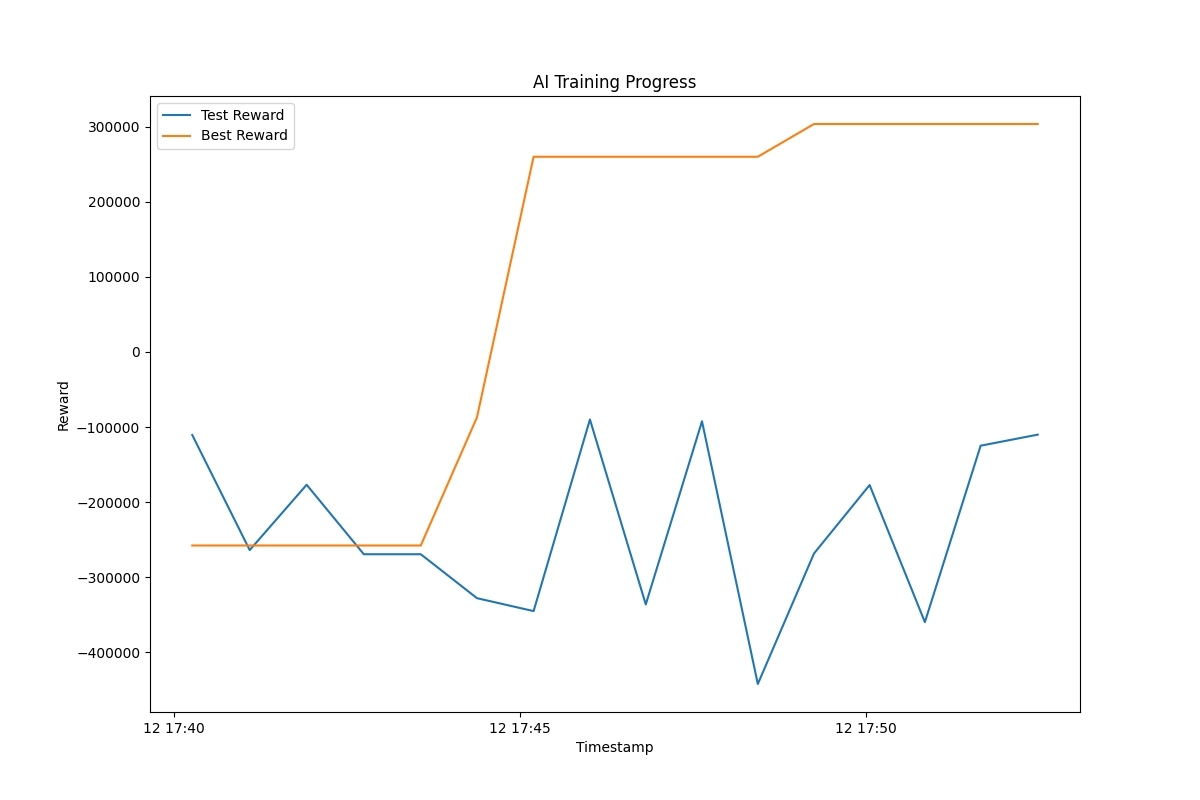 AI Training Progress
Test Reward
Best Reward
300000
200000
100000
0
−100000
−200000
−300000
−400000
Reward
12 17:40
12 17:45
12 17:50
Timestamp